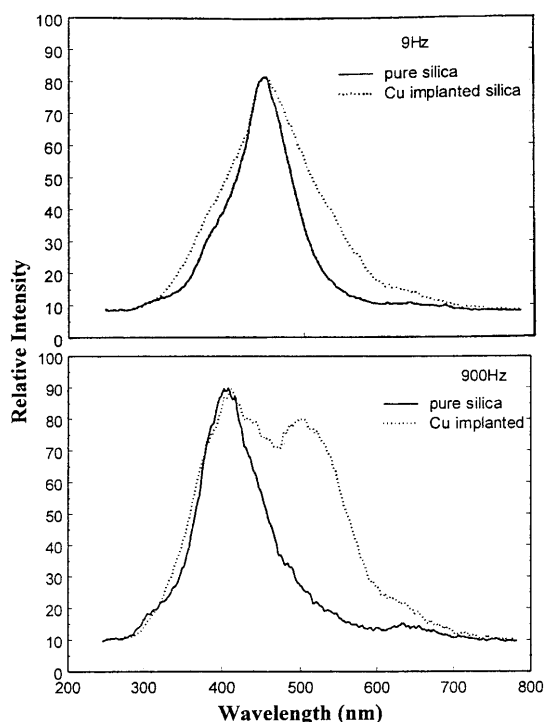 100
90
80
70
60
50
40
30
20
10
0
9Hz
pure silica
Cu implanted silica
Relative Intensity
100
90
80
70
60
50
40
30
20
10
0
900Hz
pure silica
Cu implanted
200 300 400 500 600 700 800
Wavelength (nm)